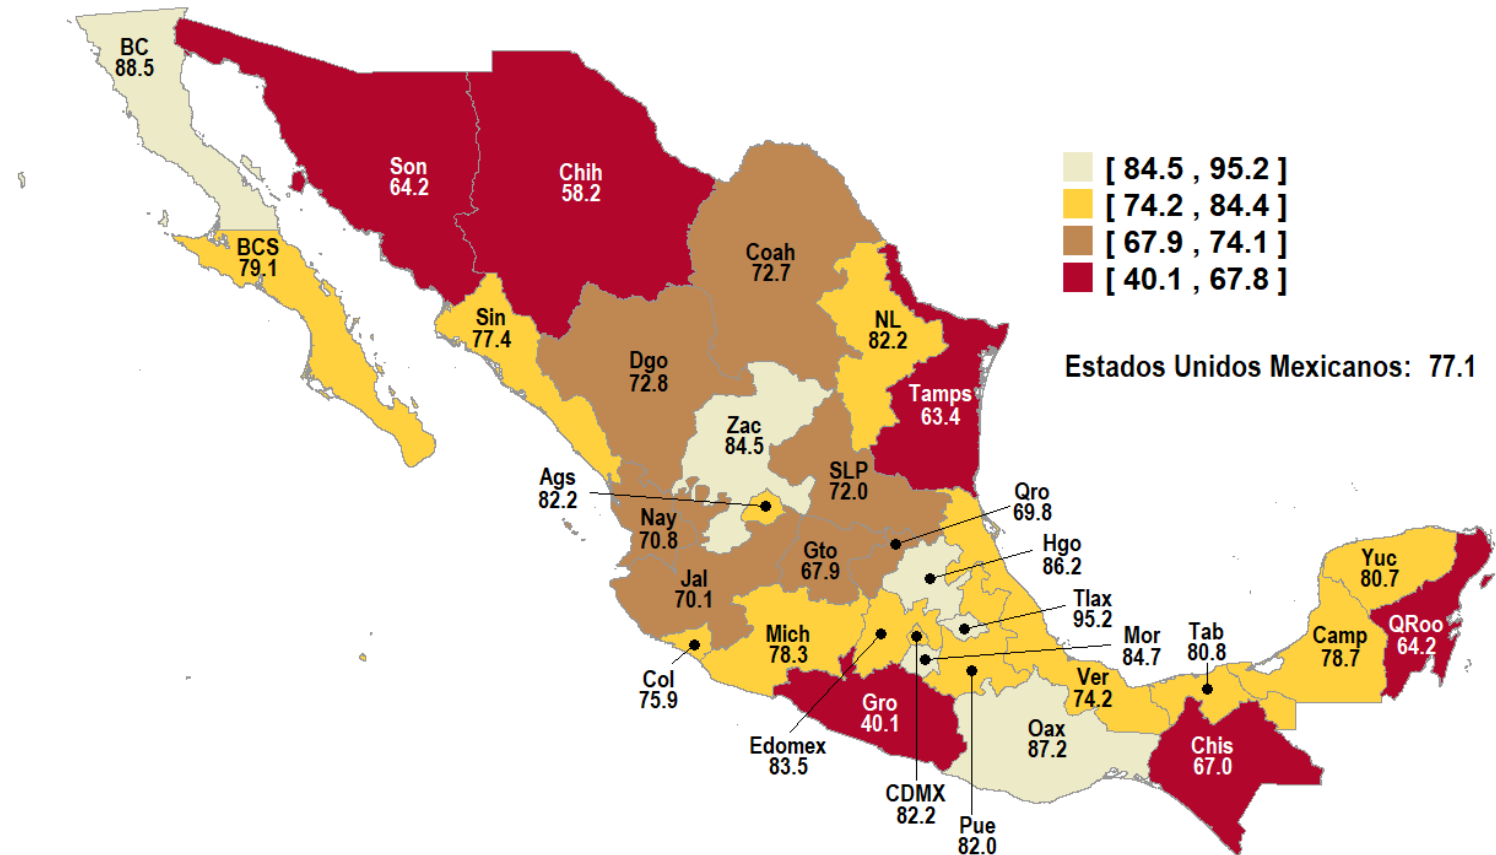 BC
88.5
Son
64.2
Chih
58.2
[ 84.5 , 95.2 ]
[ 74.2 , 84.4 ]
[ 67.9 , 74.1 ]
[ 40.1 , 67.8 ]
BCS
79.1
Coah
72.7
Sin
77.4
NL
82.2
Estados Unidos Mexicanos: 77.1
Dgo
72.8
Tamps
63.4
Zac
84.5
Ags
82.2
SLP
72.0
Qro
69.8
Nay
70.8
Gto
67.9
Hgo
86.2
Yuc
80.7
Jal
70.1
Tlax
95.2
Mich
78.3
Mor
84.7
Tab
80.8
Camp
78.7
QRoo
64.2
Col
75.9
Gro
40.1
Ver
74.2
Oax
87.2
Chis
67.0
Edomex
83.5
CDMX
82.2
Pue
82.0